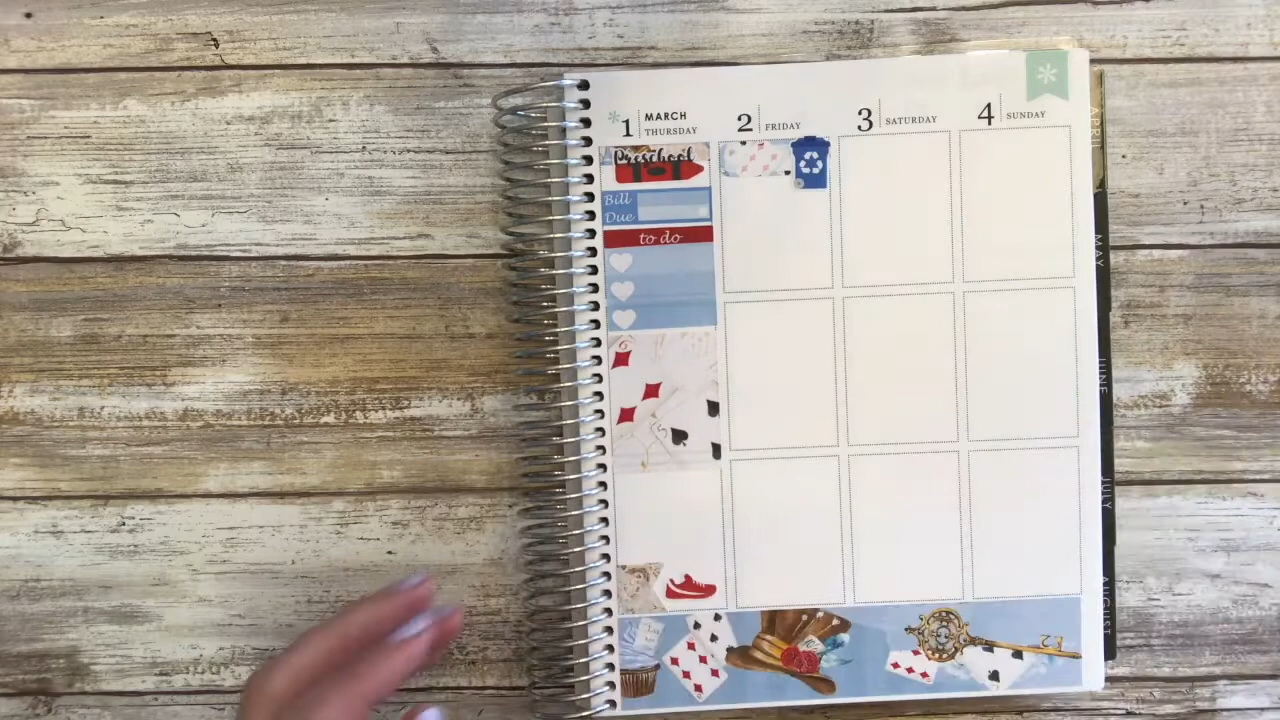 1 MARCH THURSDAY
2 FRIDAY
3 SATURDAY
4 SUNDAY
Preschool
Bill
Due
to do
APRIL
MAY
JUNE
JULY
AUGUST